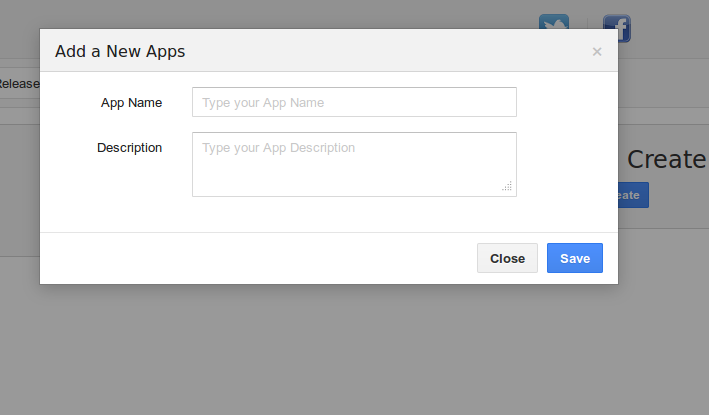 Add a New Apps
×
Release
App Name
Type your App Name
Description
Type your App Description
Create
eate
Close
Save